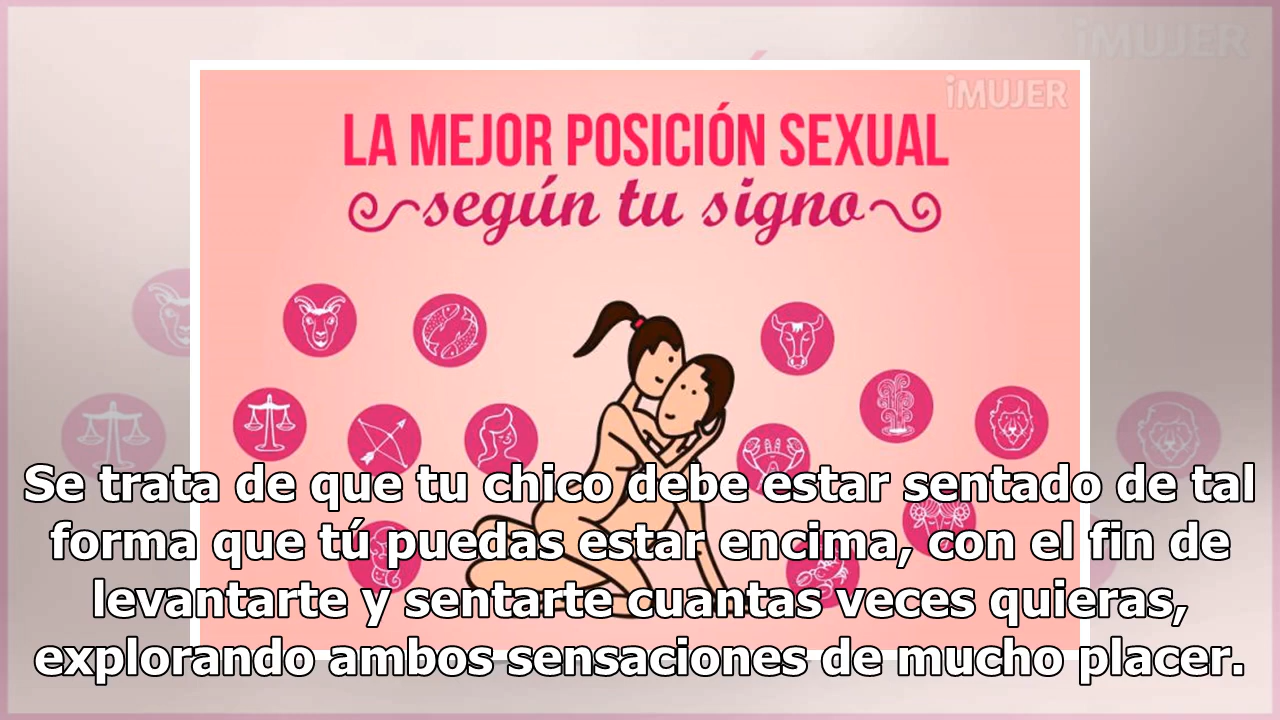 iMUJER
iMUJER
LA MEJOR POSICIÓN SEXUAL
según tu signo
Se trata de que tu chico debe estar sentado de tal
forma que tú puedas estar encima, con el fin de
levantarte y sentarte cuantas veces quieras,
explorando ambos sensaciones de mucho placer.